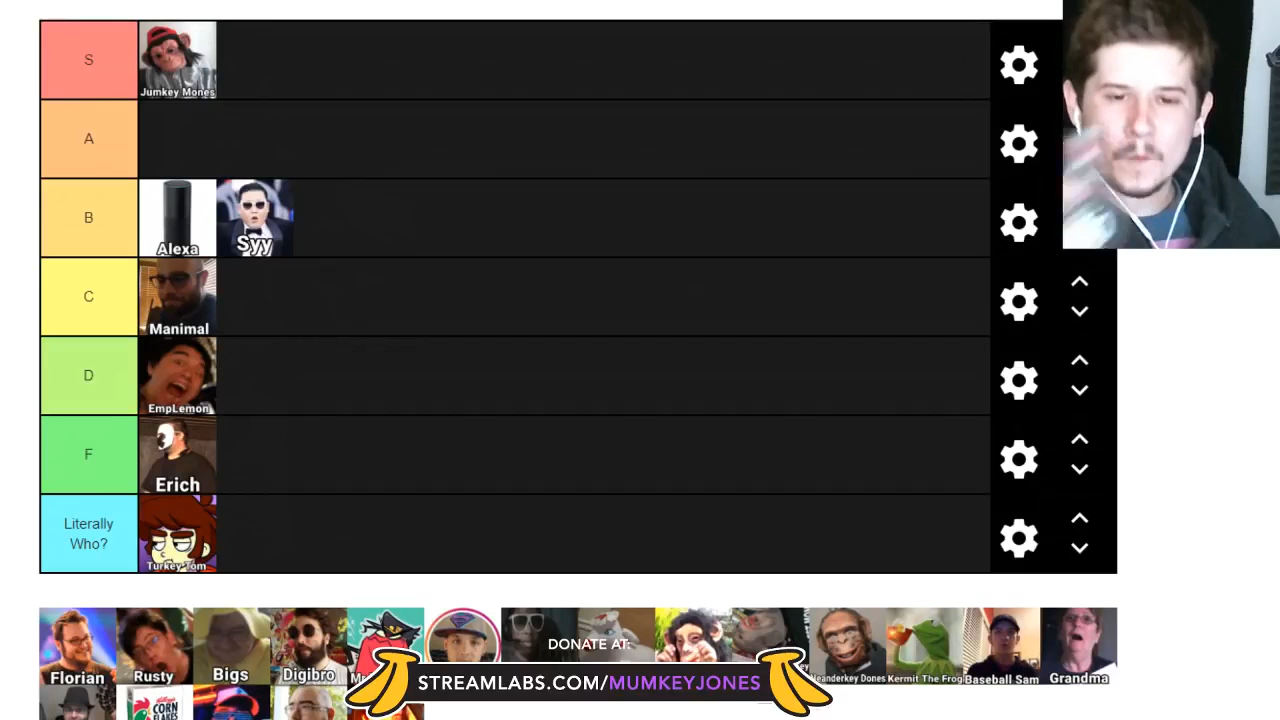 S
Jumkey Mones
A
B
Alexa
Syy
C
Manimal
D
EmpLemon
F
Erich
Literally
Who?
Turkey Tom
Florian
Rusty
Bigs
Digibro
DONATE AT:
Neanderkey Dones
Kermit The Frog
Baseball Sam
Grandma
STREAMLABS.COM/MUMKEYJONES
Kellogg's
CORN
FLAKES